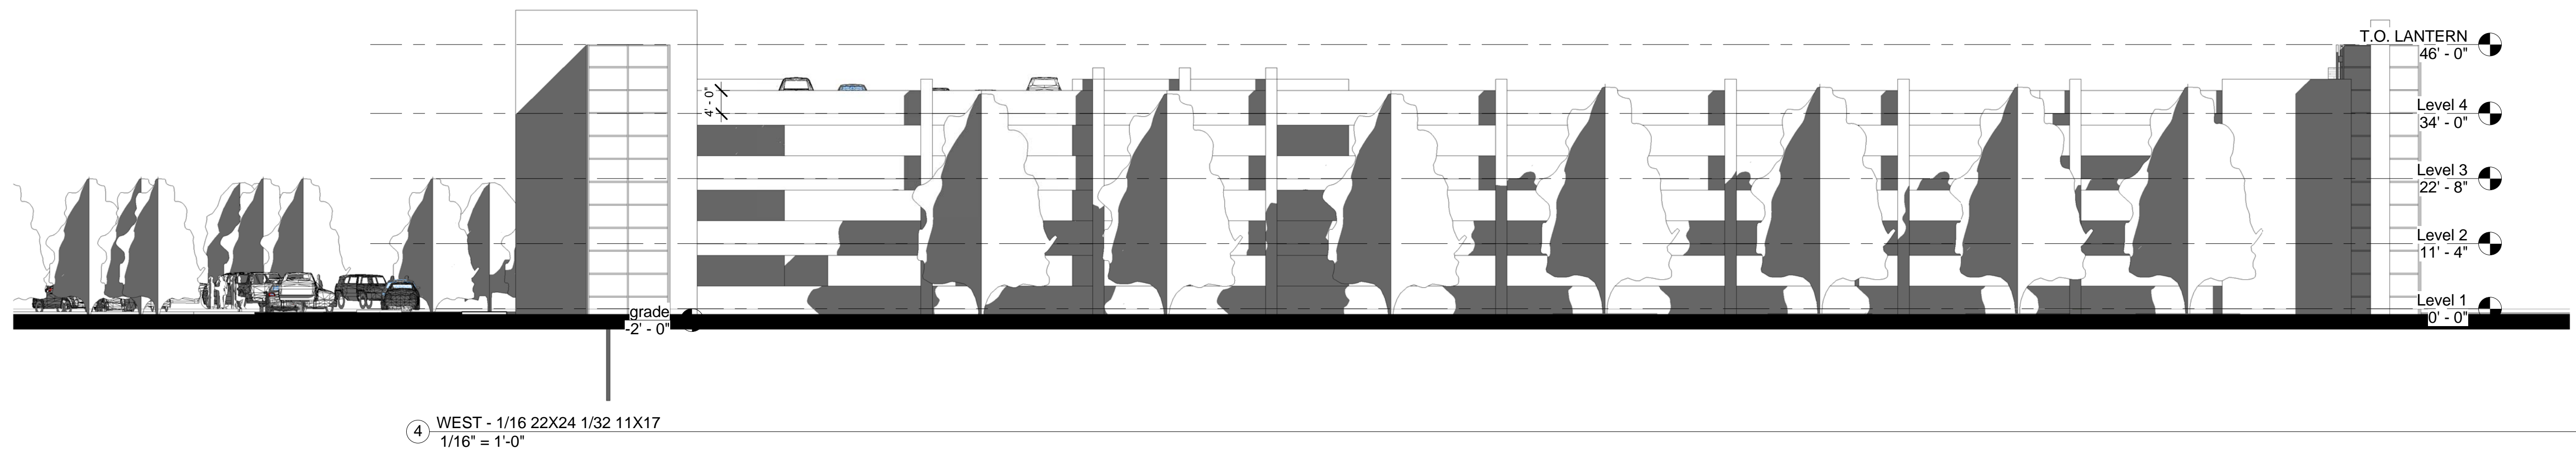 T.O. LANTERN
46' - 0"
4' - 0"
Level 4
34' - 0"
Level 3
22' - 8"
Level 2
11' - 4"
Level 1
0' - 0"
grade
-2' - 0"
4
WEST - 1/16 22X24 1/32 11X17
1/16" = 1'-0"